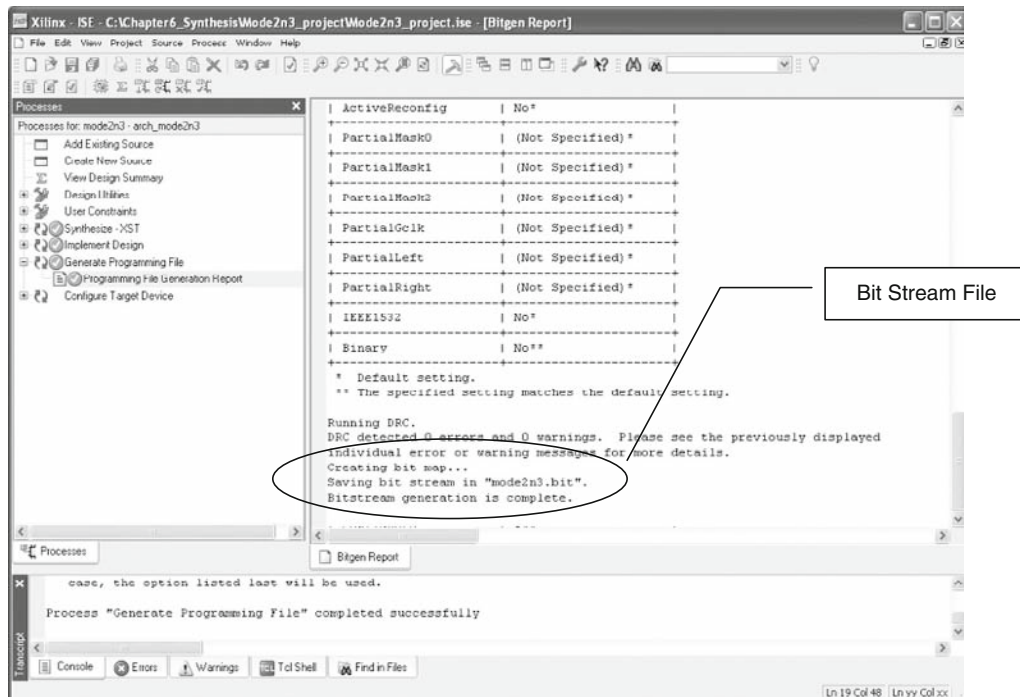 Xilinx - ISE - C:\Chapter6_Synthesis\Mode2n3_project\Mode2n3_project.ise - [Bitgen Report]
File Edit View Project Source Process Window Help
Processes
Processes for: mode2n3 - arch_mode2n3
Add Existing Source
Create New Source
View Design Summary
Design Utilities
User Constraints
Synthesize - XST
Implement Design
Generate Programming File
Programming File Generation Report
Configure Target Device
Processes
| ActiveReconfig | No* |
| PartialMask0 | (Not Specified)* |
| PartialMask1 | (Not Specified)* |
| PartialMask2 | (Not Specified)* |
| PartialGclk | (Not Specified)* |
| PartialLeft | (Not Specified)* |
| PartialRight | (Not Specified)* |
| IEEE1532 | No* |
| Binary | No** |
* Default setting.
** The specified setting matches the default setting.
Running DRC.
DRC detected 0 errors and 0 warnings. Please see the previously displayed
individual error or warning messages for more details.
Creating bit map...
Saving bit stream in "mode2n3.bit".
Bitstream generation is complete.
Bitgen Report
Bit Stream File
case, the option listed last will be used.
Process "Generate Programming File" completed successfully
Transcript
Console Errors Warnings Tcl Shell Find in Files
Ln 19 Col 48 Ln yy Col xx